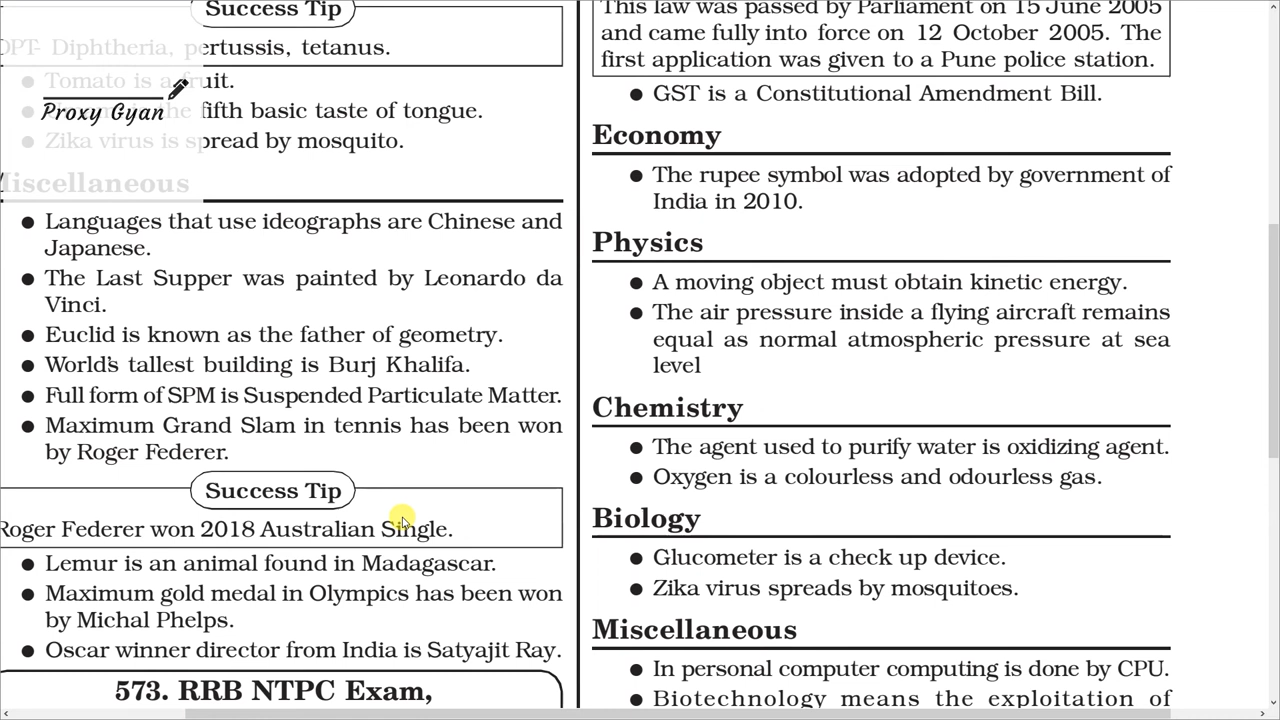 Success Tip
DPT- Diphtheria, pertussis, tetanus.
● Tomato is a fruit.
Proxy Gyan
the fifth basic taste of tongue.
● Zika virus is spread by mosquito.
Miscellaneous
● Languages that use ideographs are Chinese and
Japanese.
● The Last Supper was painted by Leonardo da
Vinci.
● Euclid is known as the father of geometry.
● World's tallest building is Burj Khalifa.
● Full form of SPM is Suspended Particulate Matter.
● Maximum Grand Slam in tennis has been won
by Roger Federer.
Success Tip
Roger Federer won 2018 Australian Single.
● Lemur is an animal found in Madagascar.
● Maximum gold medal in Olympics has been won
by Michal Phelps.
● Oscar winner director from India is Satyajit Ray.
573. RRB NTPC Exam,
This law was passed by Parliament on 15 June 2005
and came fully into force on 12 October 2005. The
first application was given to a Pune police station.
● GST is a Constitutional Amendment Bill.
Economy
● The rupee symbol was adopted by government of
India in 2010.
Physics
● A moving object must obtain kinetic energy.
● The air pressure inside a flying aircraft remains
equal as normal atmospheric pressure at sea
level
Chemistry
● The agent used to purify water is oxidizing agent.
● Oxygen is a colourless and odourless gas.
Biology
● Glucometer is a check up device.
● Zika virus spreads by mosquitoes.
Miscellaneous
● In personal computer computing is done by CPU.
● Biotechnology means the exploitation of